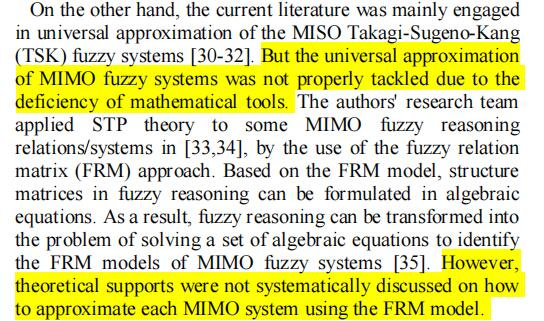 On the other hand, the current literature was mainly engaged
in universal approximation of the MISO Takagi-Sugeno-Kang
(TSK) fuzzy systems [30-32]. But the universal approximation
of MIMO fuzzy systems was not properly tackled due to the
deficiency of mathematical tools. The authors' research team
applied STP theory to some MIMO fuzzy reasoning
relations/systems in [33,34], by the use of the fuzzy relation
matrix (FRM) approach. Based on the FRM model, structure
matrices in fuzzy reasoning can be formulated in algebraic
equations. As a result, fuzzy reasoning can be transformed into
the problem of solving a set of algebraic equations to identify
the FRM models of MIMO fuzzy systems [35]. However,
theoretical supports were not systematically discussed on how
to approximate each MIMO system using the FRM model.